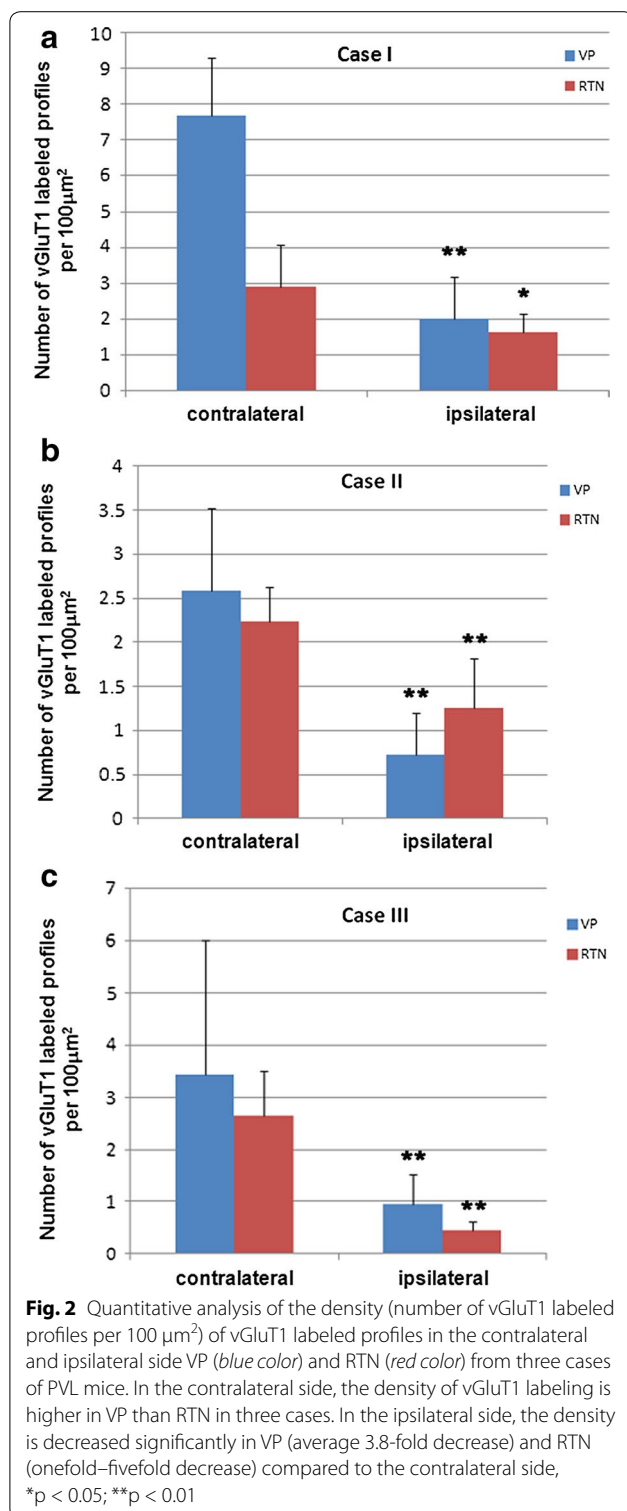 a
Case I
VP
RTN
Number of vGluT1 labeled profiles
per 100µm²
10
9
8
7
6
5
4
3
2
1
0
**
*
contralateral ipsilateral
b
Case II
VP
RTN
Number of vGluT1 labeled profiles
per 100µm²
4
3.5
3
2.5
2
1.5
1
0.5
0
**
**
contralateral ipsilateral
c
Case III
VP
RTN
Number of vGluT1 labeled profiles
per 100µm²
7
6
5
4
3
2
1
0
**
**
contralateral ipsilateral
Fig. 2 Quantitative analysis of the density (number of vGluT1 labeled
profiles per 100 µm²) of vGluT1 labeled profiles in the contralateral
and ipsilateral side VP (blue color) and RTN (red color) from three cases
of PVL mice. In the contralateral side, the density of vGluT1 labeling is
higher in VP than RTN in three cases. In the ipsilateral side, the density
is decreased significantly in VP (average 3.8-fold decrease) and RTN
(onefold–fivefold decrease) compared to the contralateral side,
*p < 0.05; **p < 0.01